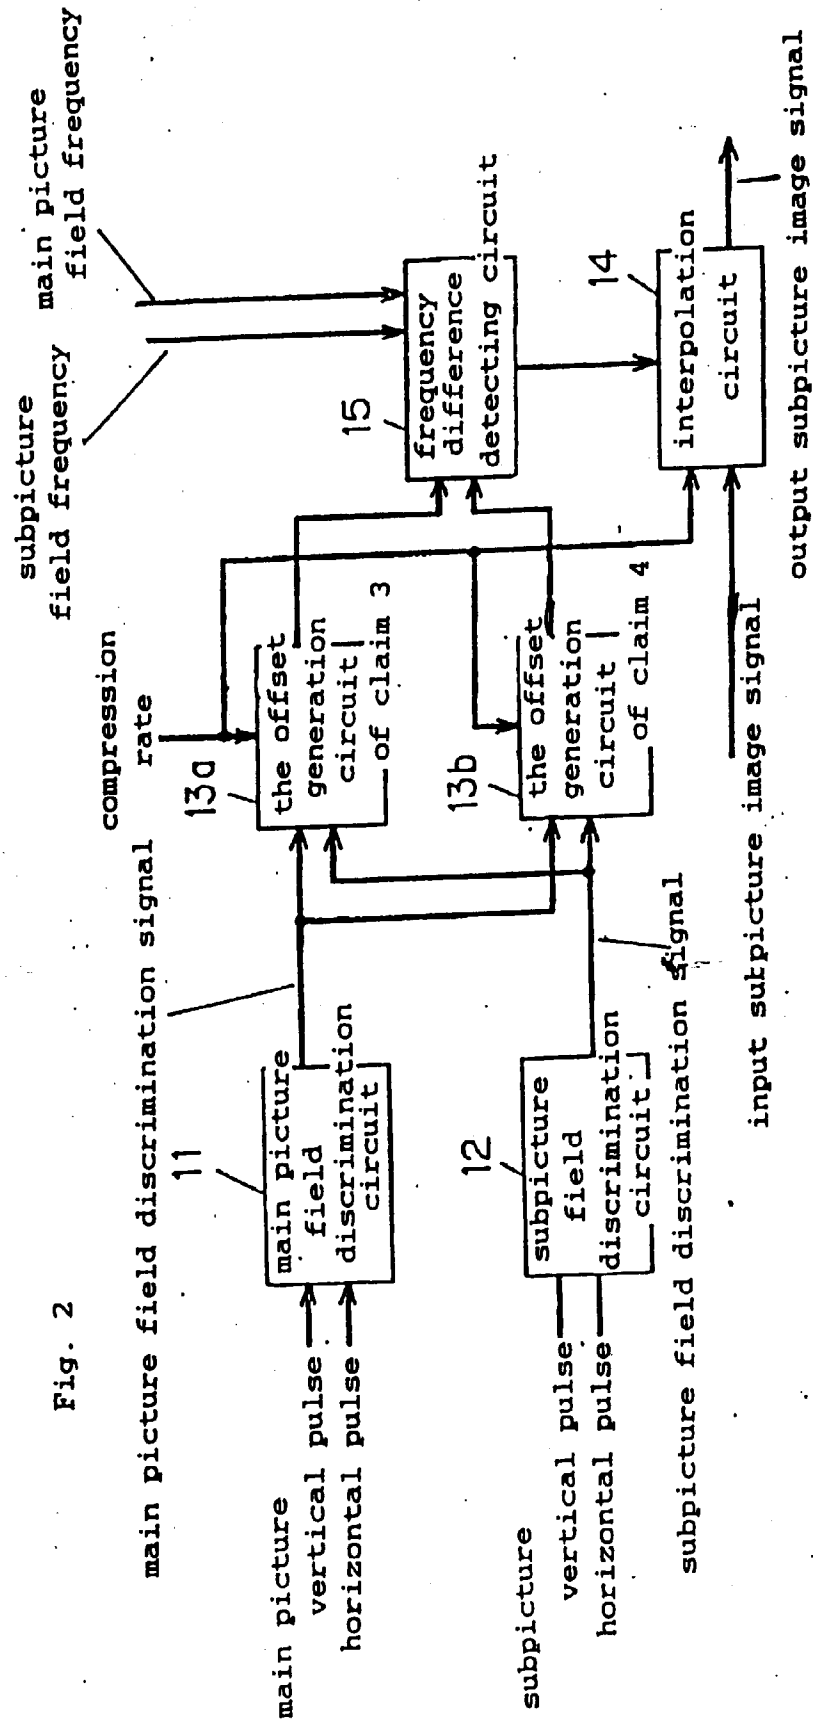 Fig. 2
main picture field discrimination signal
compression
rate
subpicture
field frequency
main picture
field frequency
main picture
vertical pulse
horizontal pulse
11
main picture
field
discrimination
circuit
13a
the offset
generation
circuit
of claim 3
15
frequency
difference
detecting circuit
subpicture
vertical pulse
horizontal pulse
12
subpicture
field
discrimination
circuit
13b
the offset
generation
circuit
of claim 4
14
interpolation
circuit
subpicture field discrimination signal
input subpicture image signal
output subpicture image signal